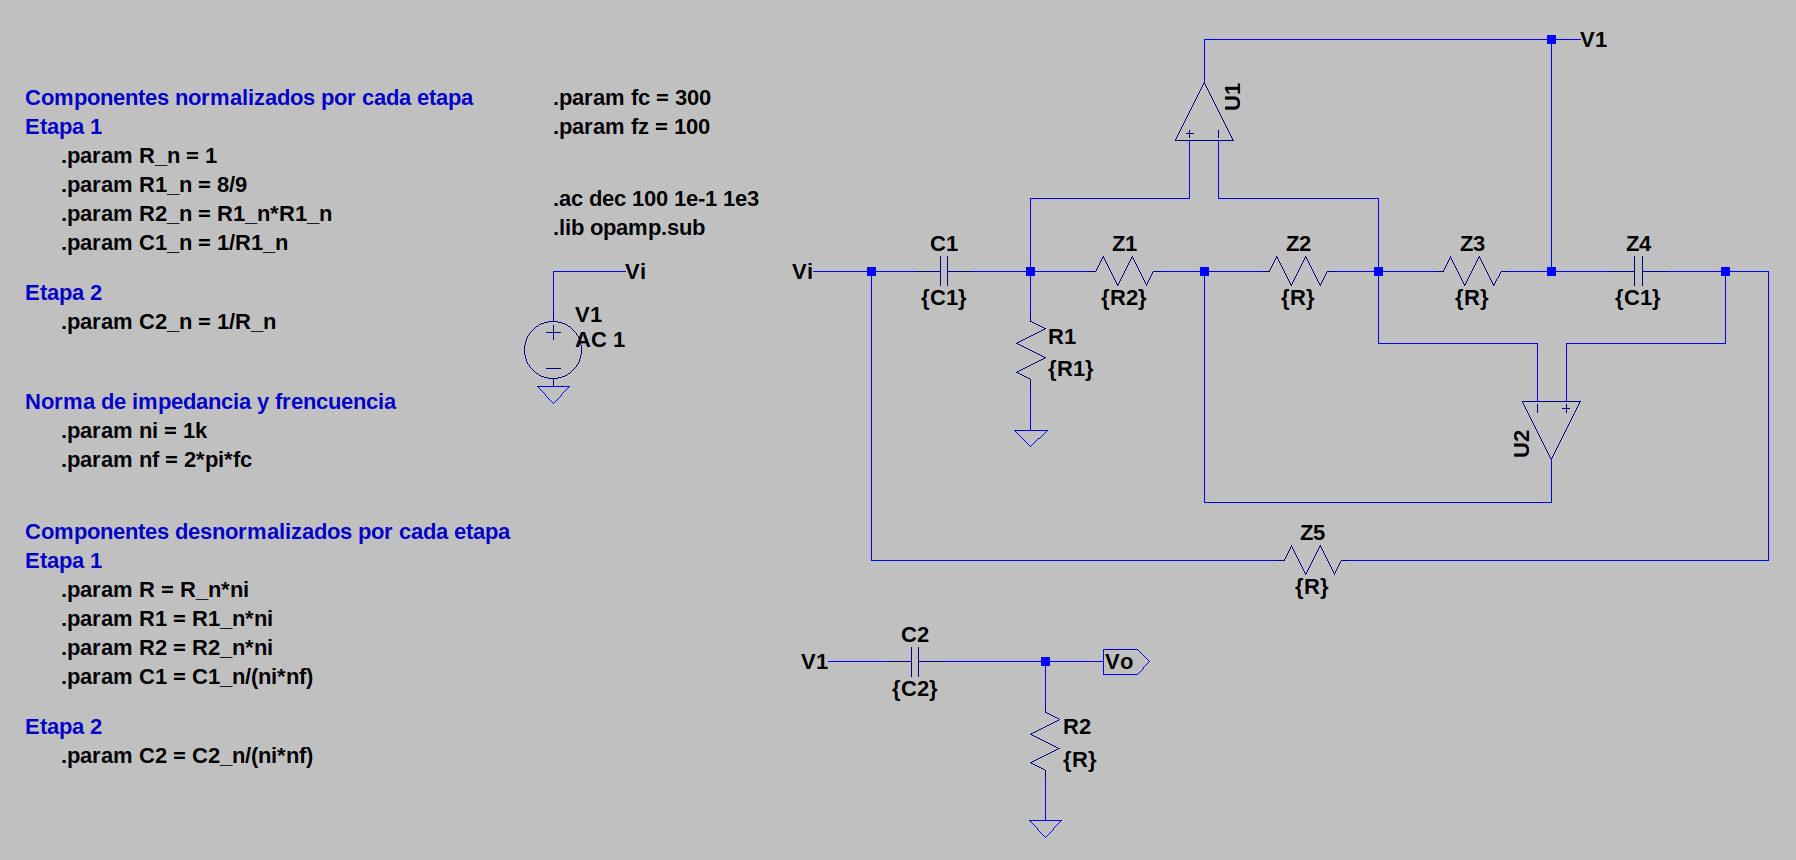 Componentes normalizados por cada etapa
Etapa 1
.param R_n = 1
.param R1_n = 8/9
.param R2_n = R1_n*R1_n
.param C1_n = 1/R1_n
Etapa 2
.param C2_n = 1/R_n
Norma de impedancia y frencuencia
.param ni = 1k
.param nf = 2*pi*fc
Componentes desnormalizados por cada etapa
Etapa 1
.param R = R_n*ni
.param R1 = R1_n*ni
.param R2 = R2_n*ni
.param C1 = C1_n/(ni*nf)
Etapa 2
.param C2 = C2_n/(ni*nf)
.param fc = 300
.param fz = 100
.ac dec 100 1e-1 1e3
.lib opamp.sub
Vi
V1
AC 1
V1
U1
Vi
C1
{C1}
Z1
{R2}
Z2
{R}
Z3
{R}
Z4
{C1}
R1
{R1}
U2
Z5
{R}
V1
C2
{C2}
Vo
R2
{R}